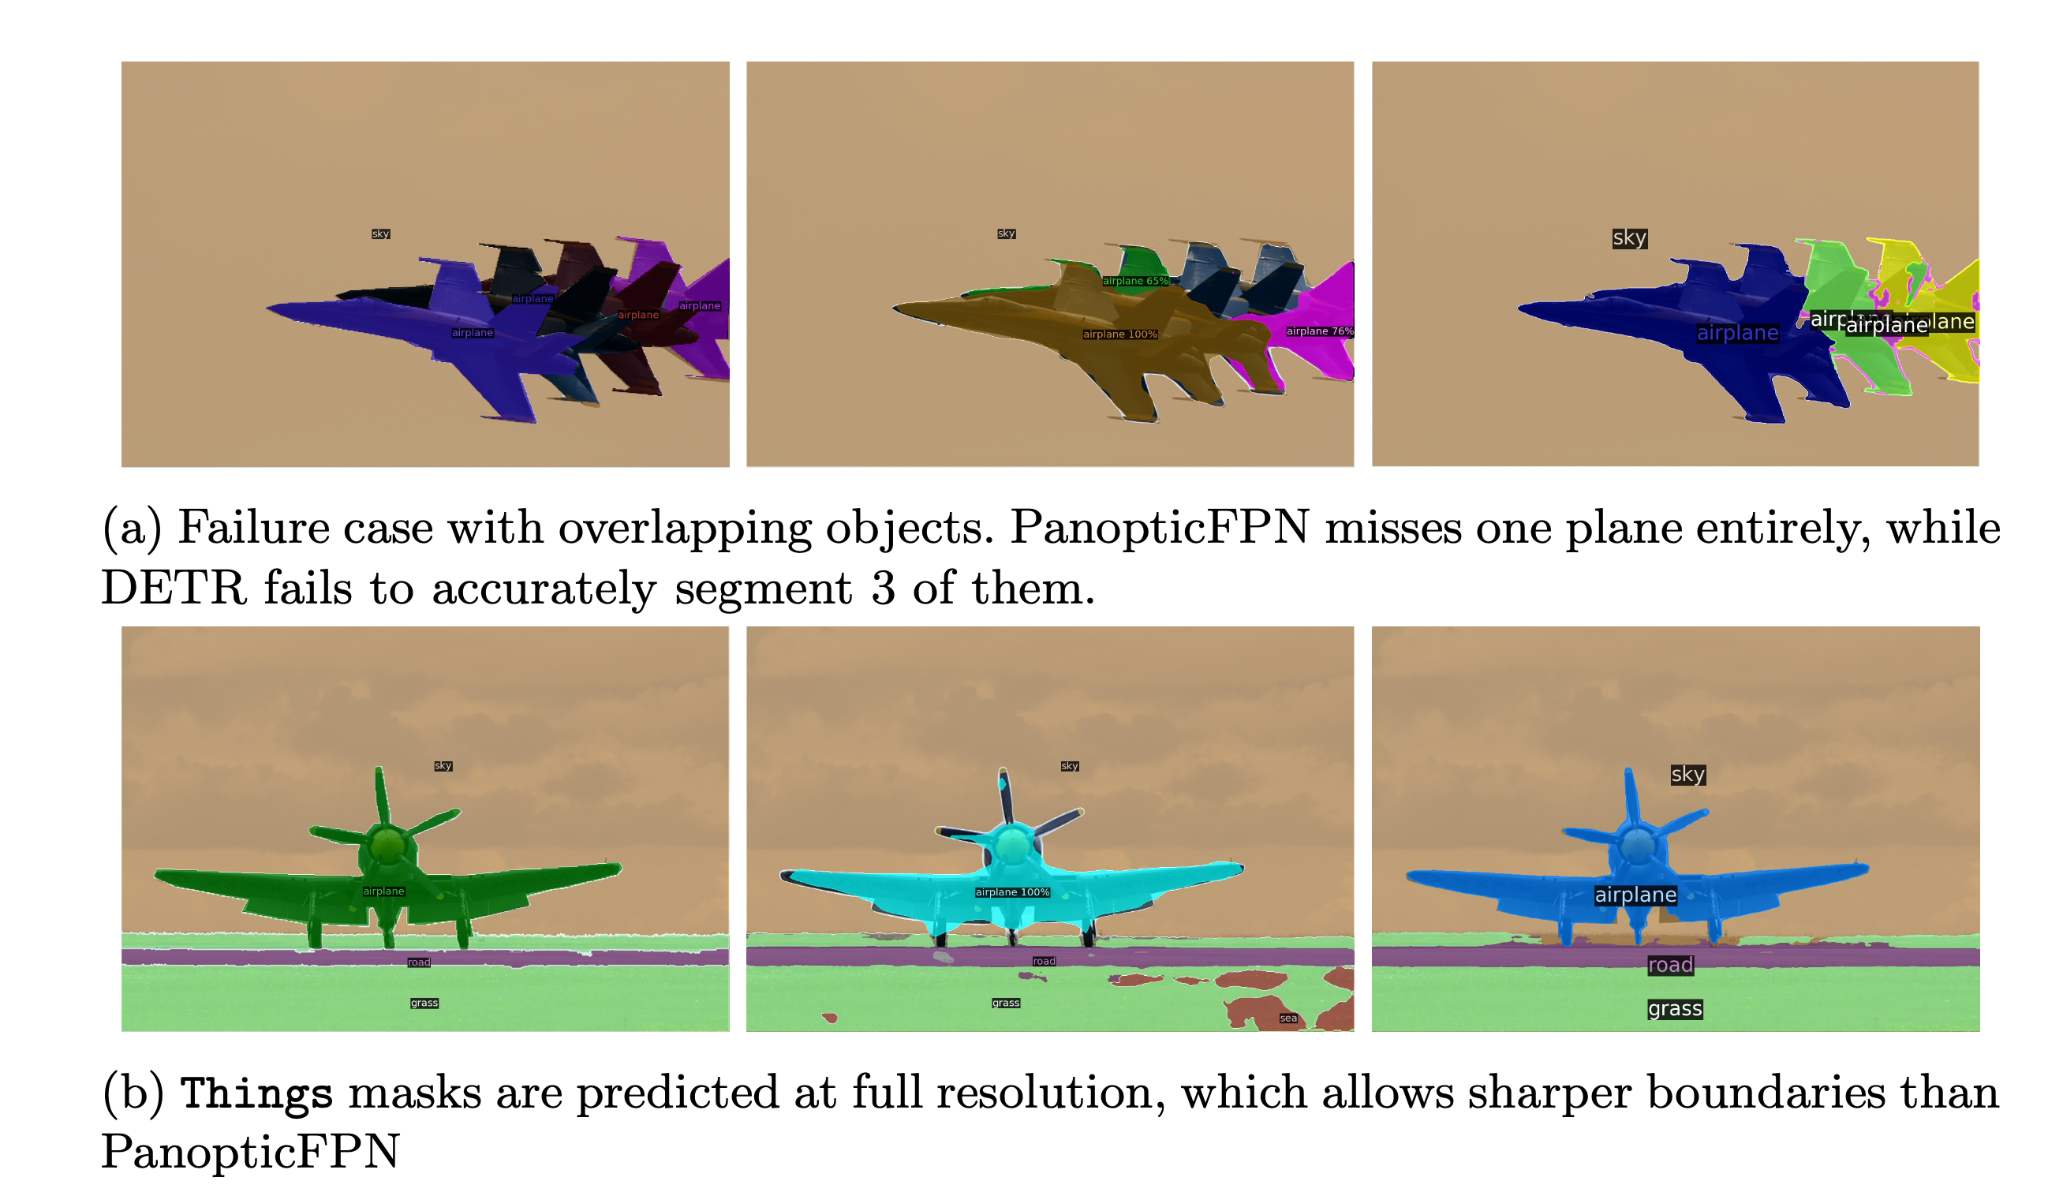 sky
airplane
airplane
airplane
airplane
sky
airplane 65%
airplane 100%
airplane 76%
sky
airplane
airplane
(a) Failure case with overlapping objects. PanopticFPN misses one plane entirely, while
DETR fails to accurately segment 3 of them.
sky
airplane
road
grass
sky
airplane 100%
road
grass
sea
sky
airplane
road
grass
(b) Things masks are predicted at full resolution, which allows sharper boundaries than
PanopticFPN